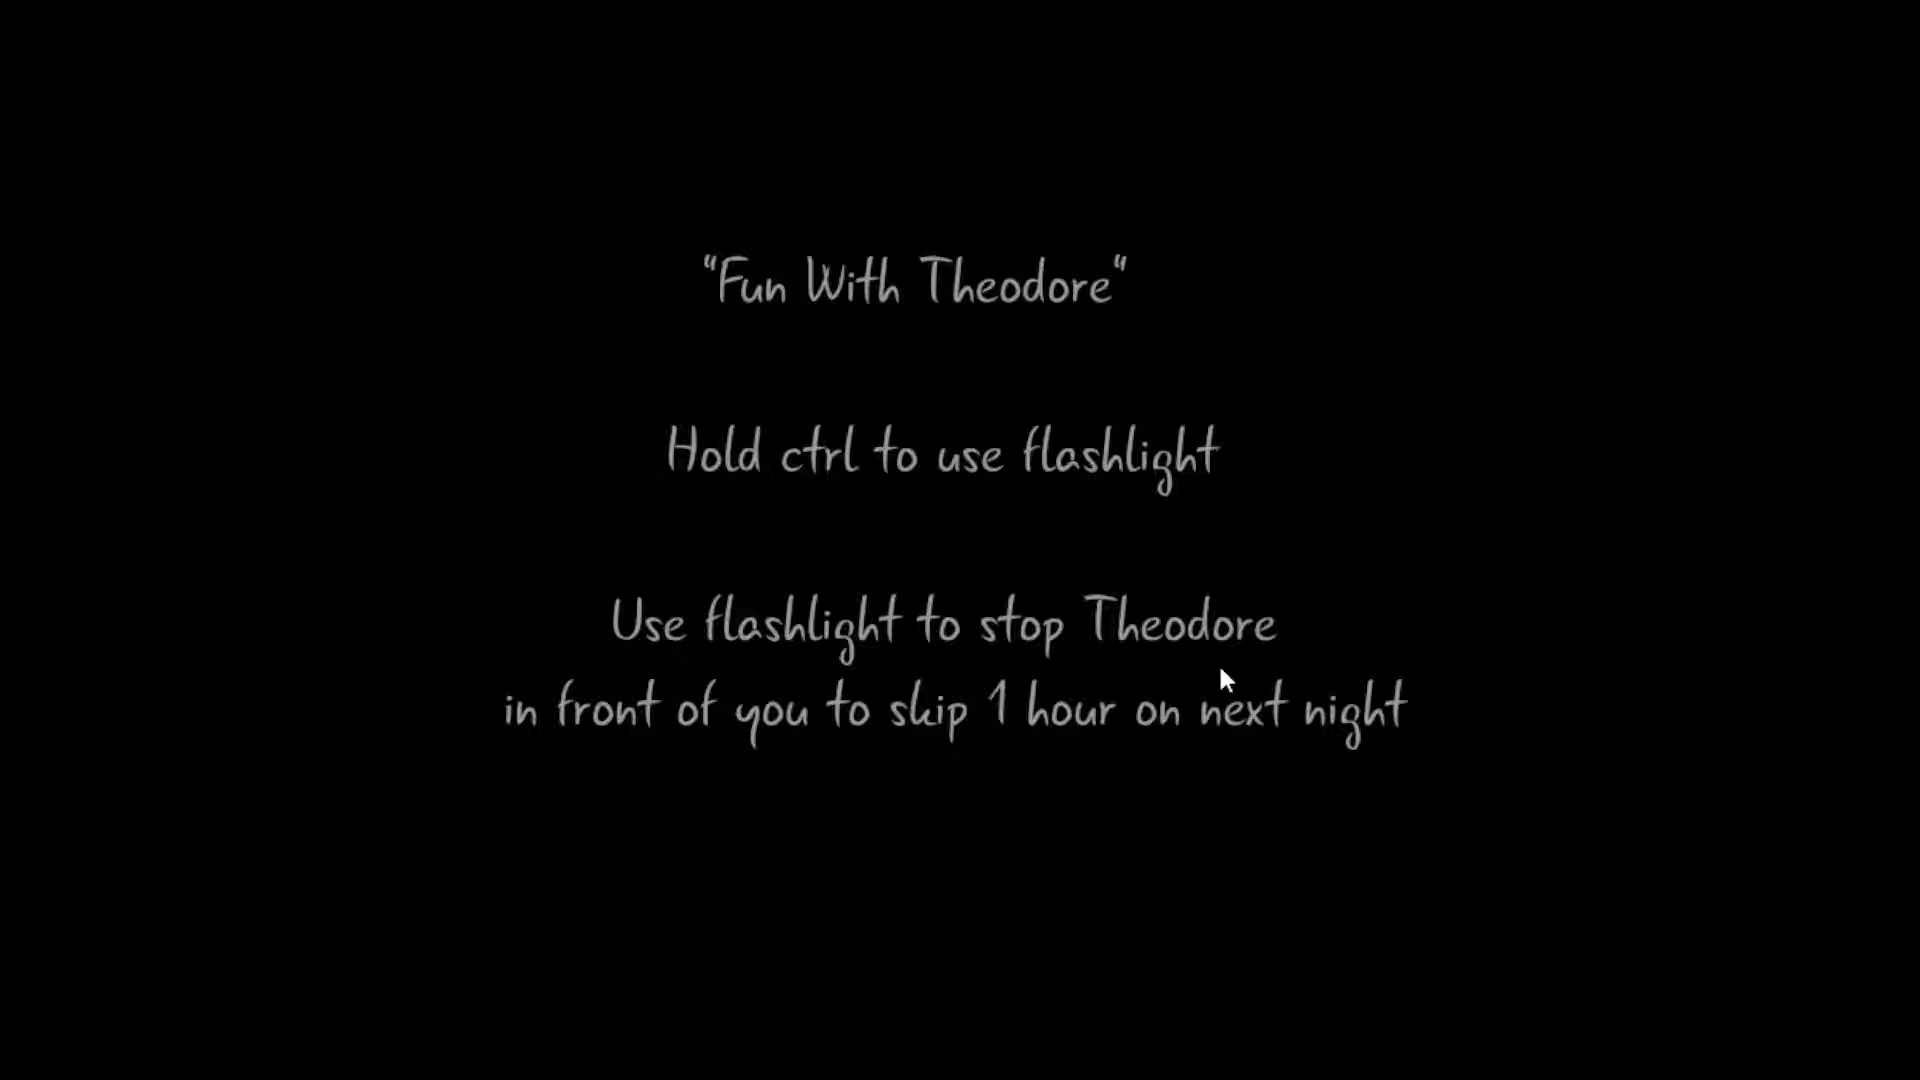 "Fun With Theodore"
Hold ctrl to use flashlight
Use flashlight to stop Theodore
in front of you to skip 1 hour on next night